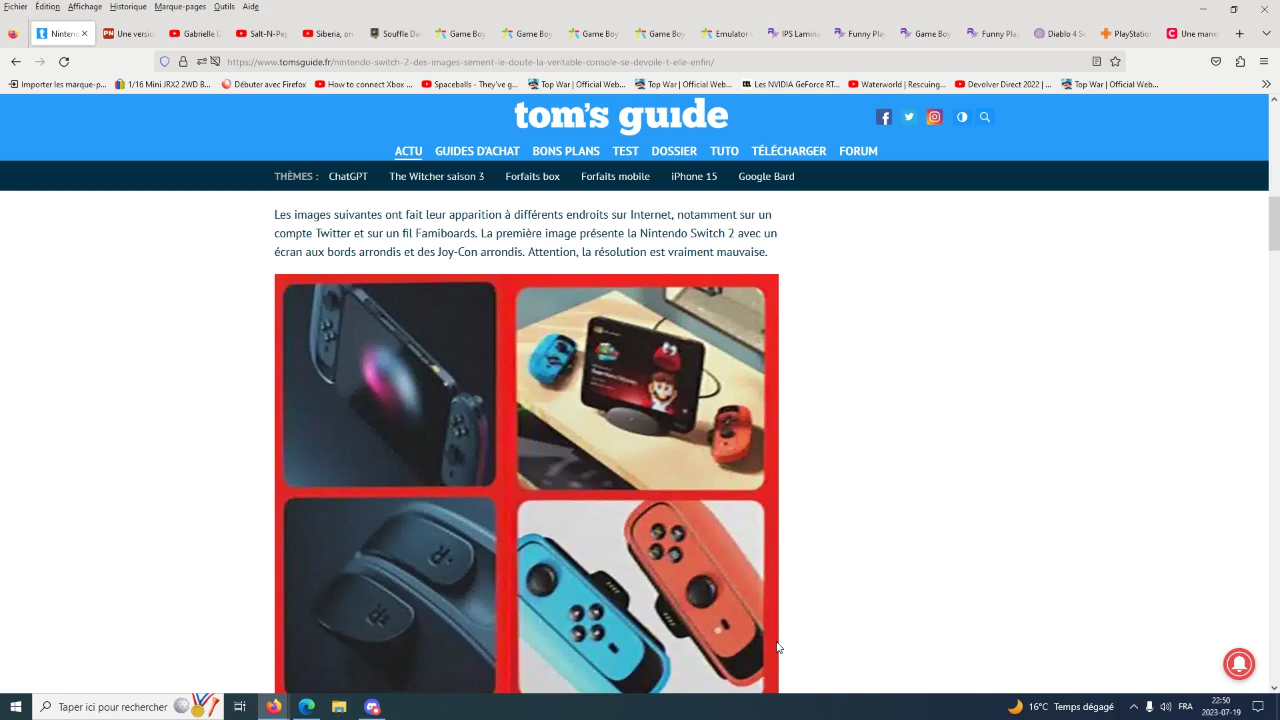 Fichier Édition Affichage Historique Marque-pages Outils Aide
Ninten Une versio Gabrielle Salt-N-Pe Siberia, on Souffle Da Game Boy Game Boy Game Boy Game Boy Emulator IPS Lamina Funny Play Game Boy Funny Play Diablo 4 Se PlayStation Une mane
https://www.tomsguide.fr/nintendo-switch-2-des-images-sement-le-doute-la-veritable-console-se-devoile-t-elle-enfin/
Importer les marque-p... 1/16 Mini JRX2 2WD B... Débuter avec Firefox How to connect Xbox ... Spaceballs - They've g... Top War | Official Web... Les NVIDIA GeForce RT... Waterworld | Rescuing... Devolver Direct 2022 | ... Top War | Official Web... Top War | Official Web...
tom's guide
ACTU GUIDES D'ACHAT BONS PLANS TEST DOSSIER TUTO TÉLÉCHARGER FORUM
THÈMES : ChatGPT The Witcher saison 3 Forfaits box Forfaits mobile iPhone 15 Google Bard
Les images suivantes ont fait leur apparition à différents endroits sur Internet, notamment sur un
compte Twitter et sur un fil Famiboards. La première image présente la Nintendo Switch 2 avec un
écran aux bords arrondis et des Joy-Con arrondis. Attention, la résolution est vraiment mauvaise.
Taper ici pour rechercher 16°C Temps dégagé FRA 22:50
2023-07-19